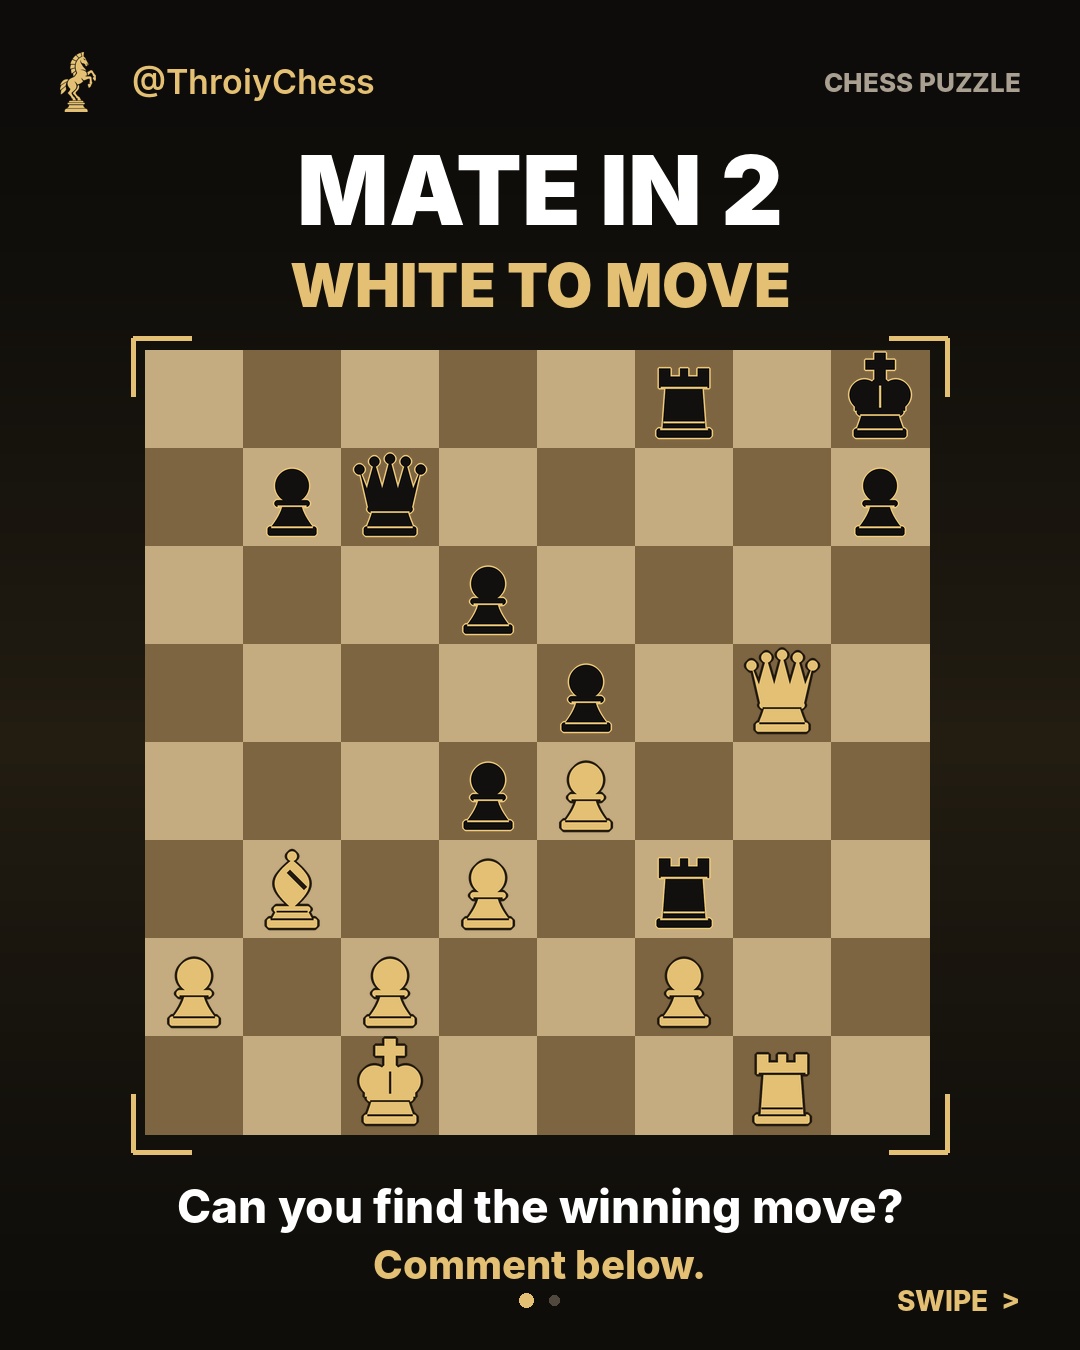 @ThroiyChess
CHESS PUZZLE
MATE IN 2
WHITE TO MOVE
Can you find the winning move?
Comment below.
SWIPE >